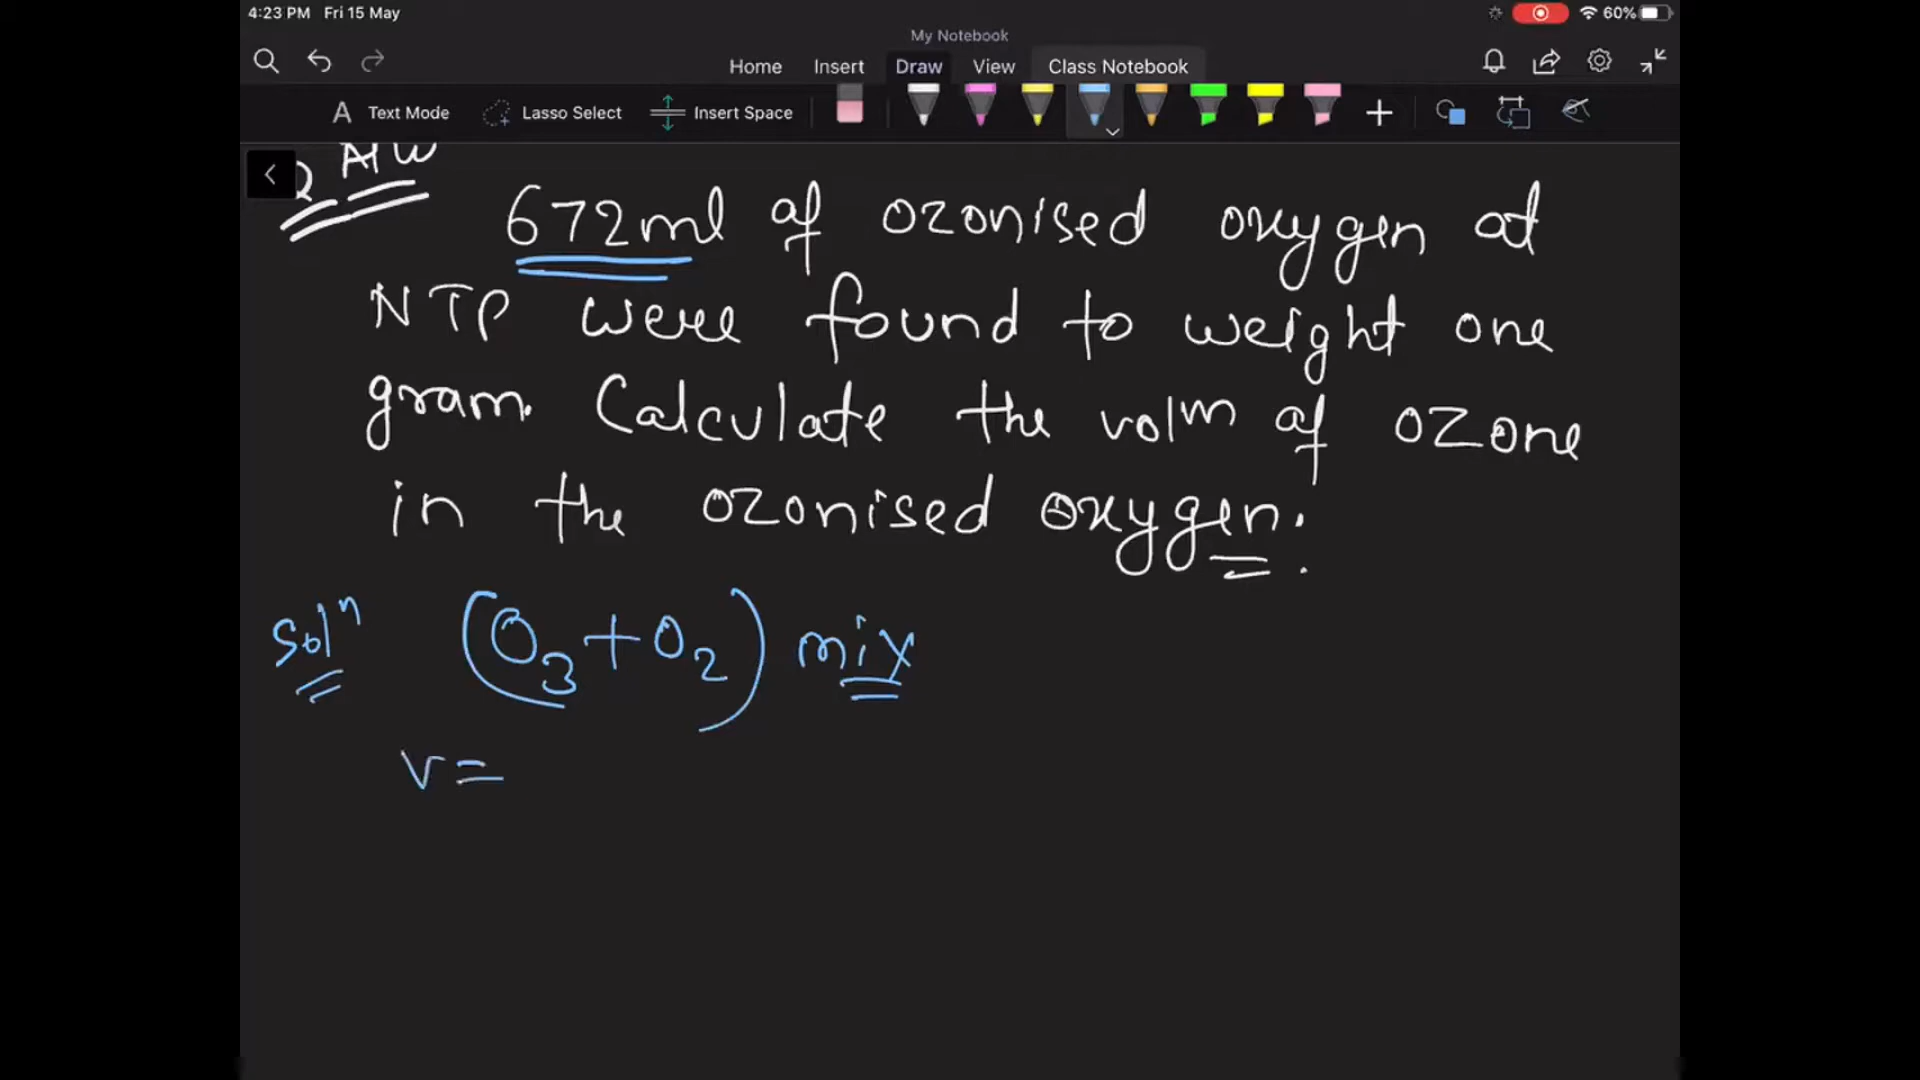 4:23 PM Fri 15 May
60%
My Notebook
Home Insert Draw View Class Notebook
A Text Mode Lasso Select Insert Space
672ml of ozonised oxygen at
NTP were found to weight one
gram. Calculate the volm of ozone
in the ozonised oxygen.
Solⁿ (O₃+O₂) mix
V=